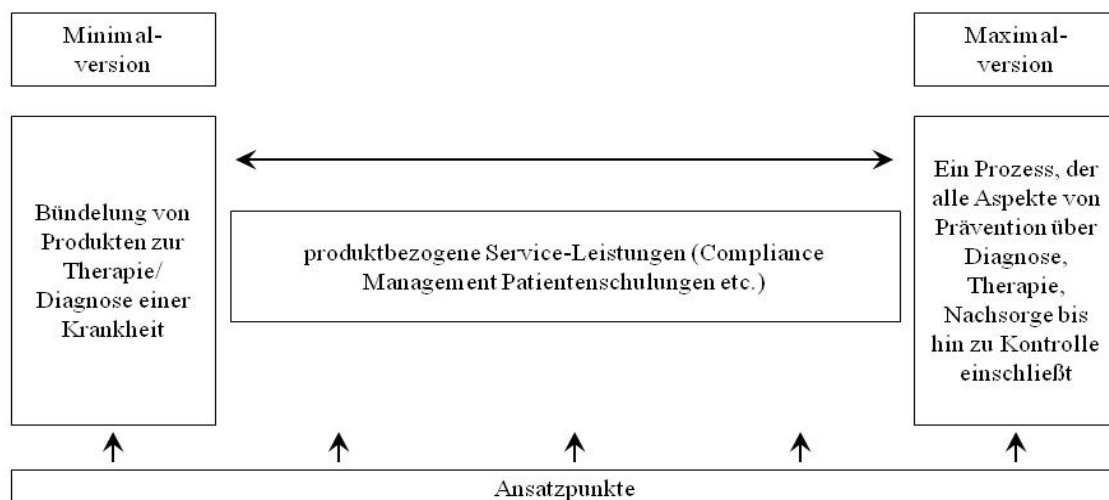 Minimal-
version
Maximal-
version
Bündelung von
Produkten zur
Therapie/
Diagnose einer
Krankheit
produktbezogene Service-Leistungen (Compliance
Management Patientenschulungen etc.)
Ein Prozess, der
alle Aspekte von
Prävention über
Diagnose,
Therapie,
Nachsorge bis
hin zu Kontrolle
einschließt
Ansatzpunkte